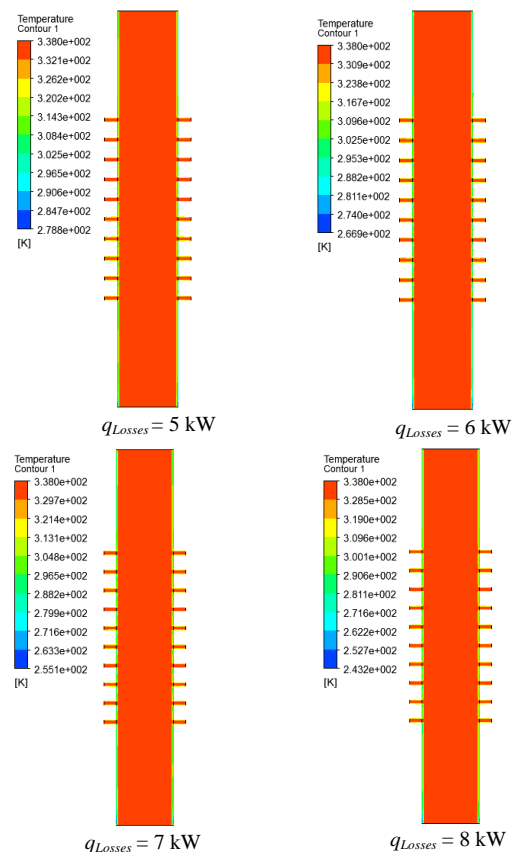 Temperature
Contour 1
3.380e+002
3.321e+002
3.262e+002
3.202e+002
3.143e+002
3.084e+002
3.025e+002
2.965e+002
2.906e+002
2.847e+002
2.788e+002
[K]
q_Losses = 5 kW
Temperature
Contour 1
3.380e+002
3.309e+002
3.238e+002
3.167e+002
3.096e+002
3.025e+002
2.953e+002
2.882e+002
2.811e+002
2.740e+002
2.669e+002
[K]
q_Losses = 6 kW
Temperature
Contour 1
3.380e+002
3.297e+002
3.214e+002
3.131e+002
3.048e+002
2.965e+002
2.882e+002
2.799e+002
2.716e+002
2.633e+002
2.551e+002
[K]
q_Losses = 7 kW
Temperature
Contour 1
3.380e+002
3.285e+002
3.190e+002
3.096e+002
3.001e+002
2.906e+002
2.811e+002
2.716e+002
2.622e+002
2.527e+002
2.432e+002
[K]
q_Losses = 8 kW